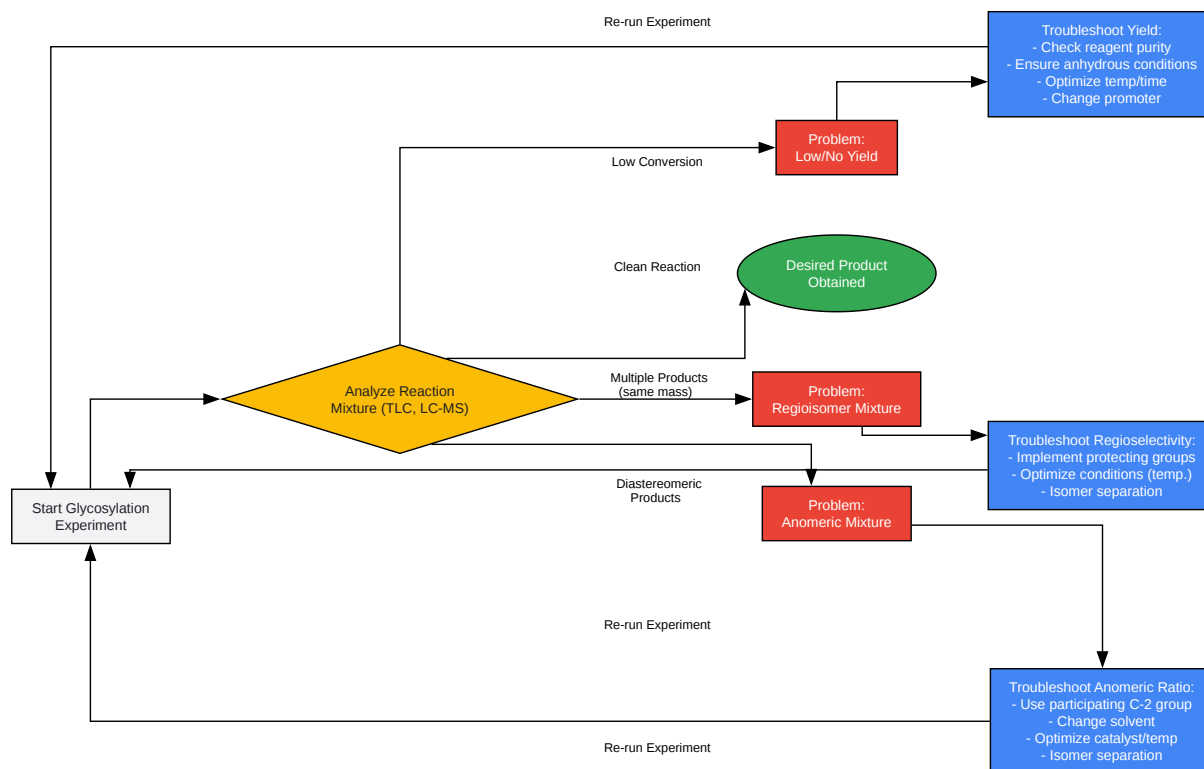 Re-run Experiment
Troubleshoot Yield:
- Check reagent purity
- Ensure anhydrous conditions
- Optimize temp/time
- Change promoter
Problem:
Low/No Yield
Low Conversion
Clean Reaction
Desired Product
Obtained
Analyze Reaction
Mixture (TLC, LC-MS)
Multiple Products
(same mass)
Problem:
Regioisomer Mixture
Troubleshoot Regioselectivity:
- Implement protecting groups
- Optimize conditions (temp.)
- Isomer separation
Diastereomeric
Products
Problem:
Anomeric Mixture
Start Glycosylation
Experiment
Re-run Experiment
Troubleshoot Anomeric Ratio:
- Use participating C-2 group
- Change solvent
- Optimize catalyst/temp
- Isomer separation
Re-run Experiment